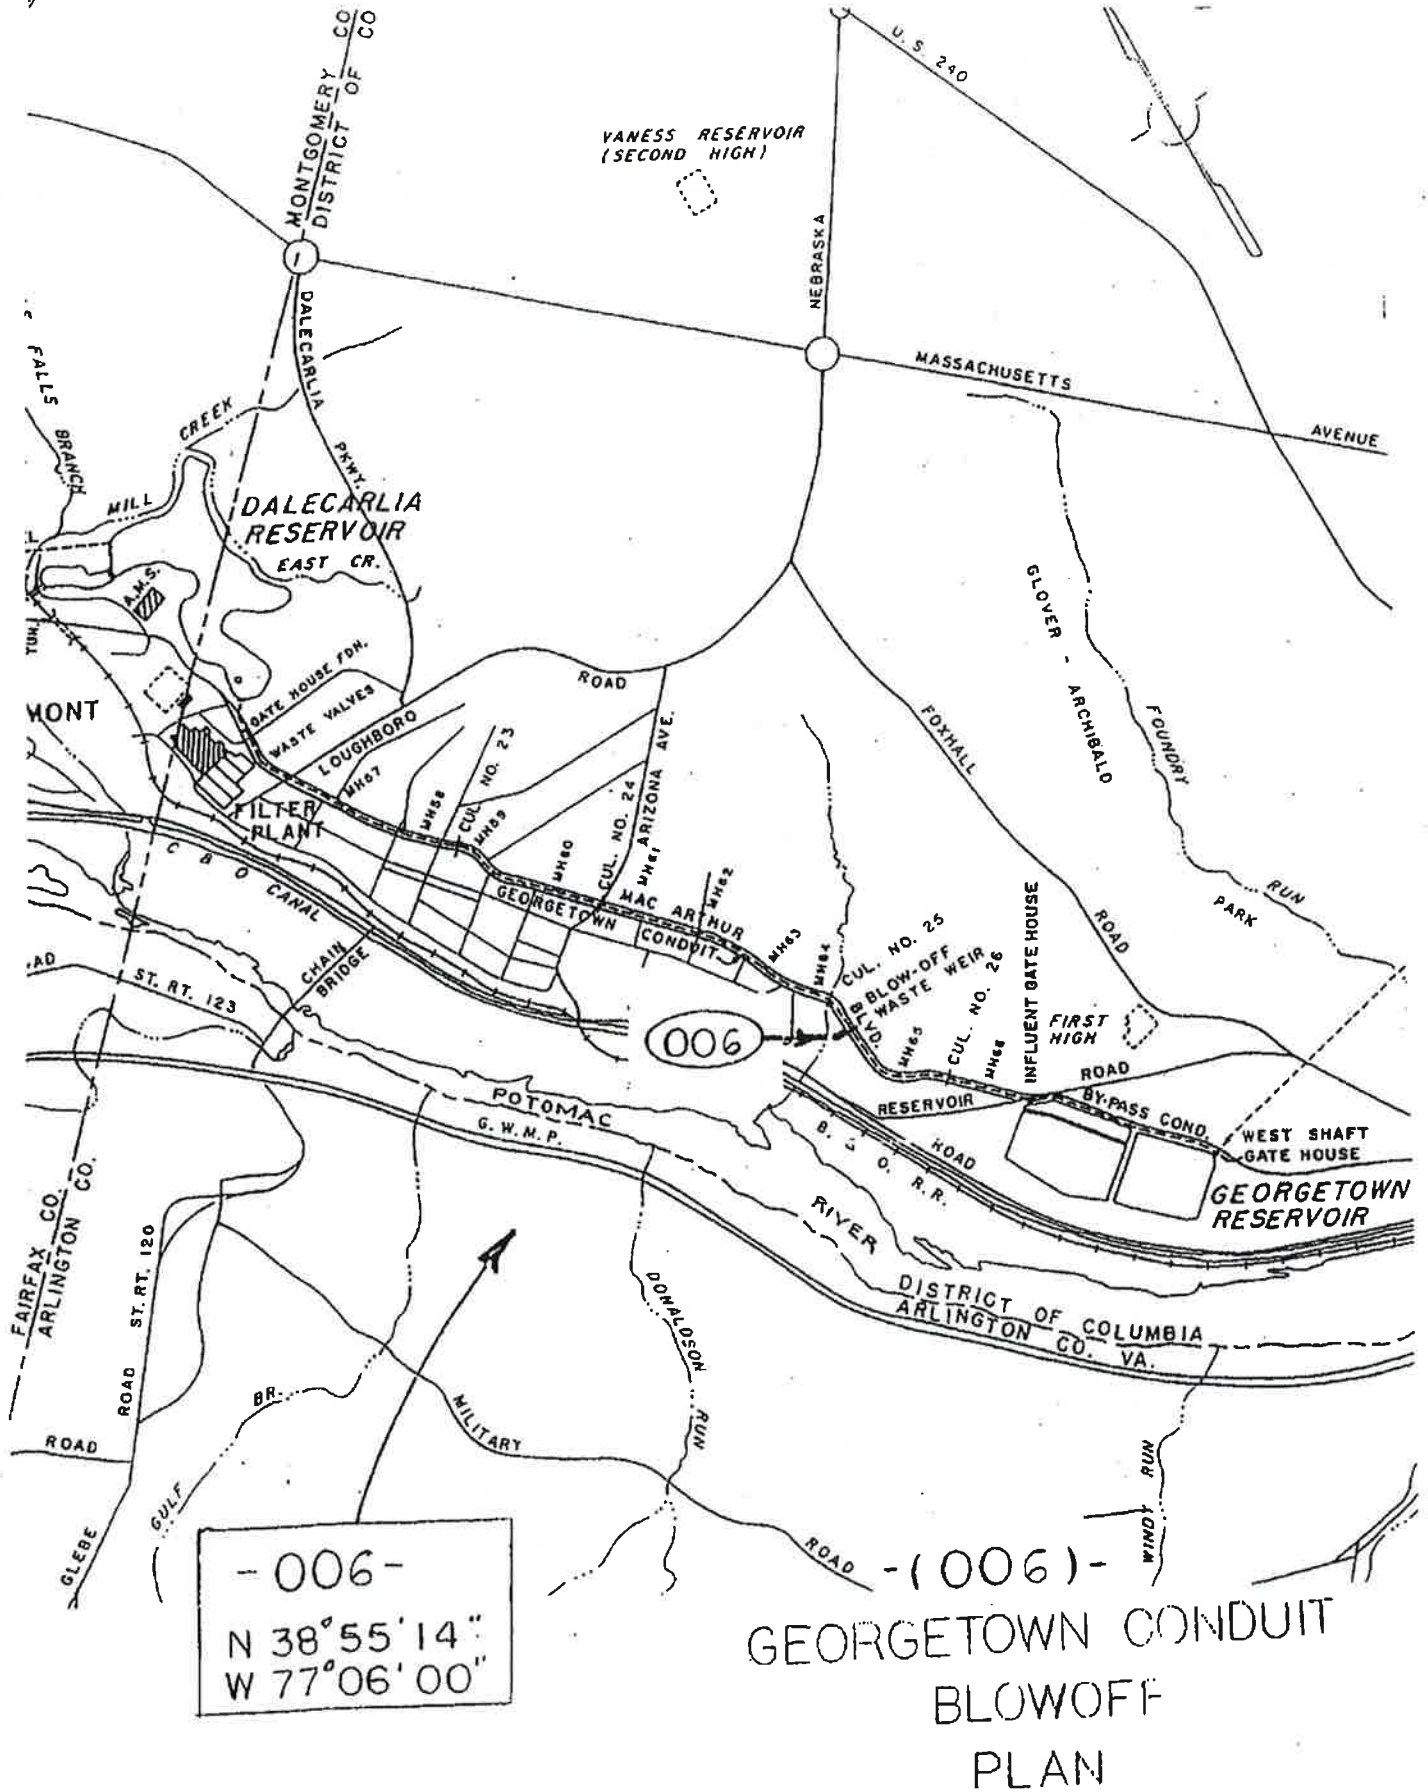 MONTGOMERY CO
DISTRICT OF CO
U.S. 240
VANESS RESERVOIR
(SECOND HIGH)
NEBRASKA
DALECARLIA
PKWY.
MASSACHUSETTS
AVENUE
FALLS
BRANCH
CREEK
MILL
DALECARLIA
RESERVOIR
EAST CR.
A.M.S.
TUN.
GLOVER - ARCHIBALD
FOUNDRY
RUN
PARK
MONT
GATE HOUSE FDN.
WASTE VALVES
LOUGHBORO
ROAD
FOXHALL
ROAD
FILTER
PLANT
MH57
MH58
CUL. NO. 23
MH59
MH60
CUL. NO. 24
MH61
ARIZONA AVE.
MH62
MAC ARTHUR
GEORGETOWN
CONDUIT
MH63
MH64
CUL. NO. 25
BLOW-OFF
WASTE WEIR
BLVD.
MH65
CUL. NO. 26
MH66
INFLUENT GATE HOUSE
FIRST
HIGH
C & O CANAL
CHAIN
BRIDGE
AD
ST. RT. 123
006
ROAD
RESERVOIR
BY-PASS COND.
WEST SHAFT
GATE HOUSE
GEORGETOWN
RESERVOIR
POTOMAC
G.W.M.P.
B. & O. R.R.
ROAD
RIVER
DISTRICT OF COLUMBIA
ARLINGTON CO. VA.
FAIRFAX CO.
ARLINGTON CO.
ST. RT. 120
ROAD
DONALDSON
RUN
BR.
GULF
MILITARY
ROAD
ROAD
GLEBE
WINDY RUN
-006-
N 38°55'14"
W 77°06'00"
-(006)-
GEORGETOWN CONDUIT
BLOWOFF
PLAN